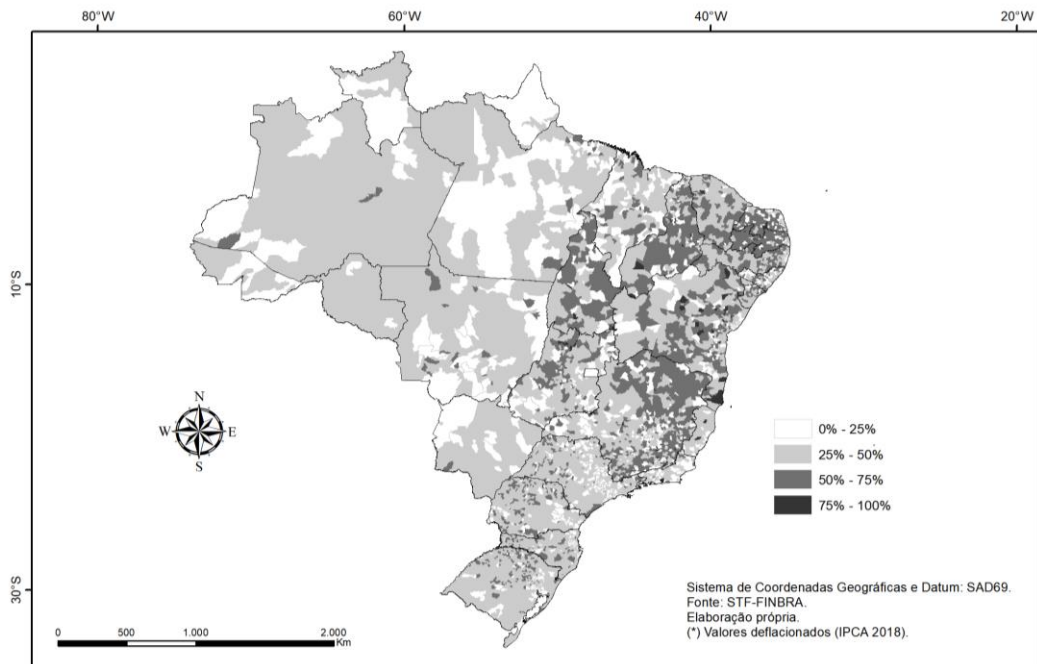 80°W 60°W 40°W 20°W
10°S
N
W E
S
0% - 25%
25% - 50%
50% - 75%
75% - 100%
30°S
Sistema de Coordenadas Geográficas e Datum: SAD69.
Fonte: STF-FINBRA.
Elaboração própria.
(*) Valores deflacionados (IPCA 2018).
0 500 1.000 2.000
Km